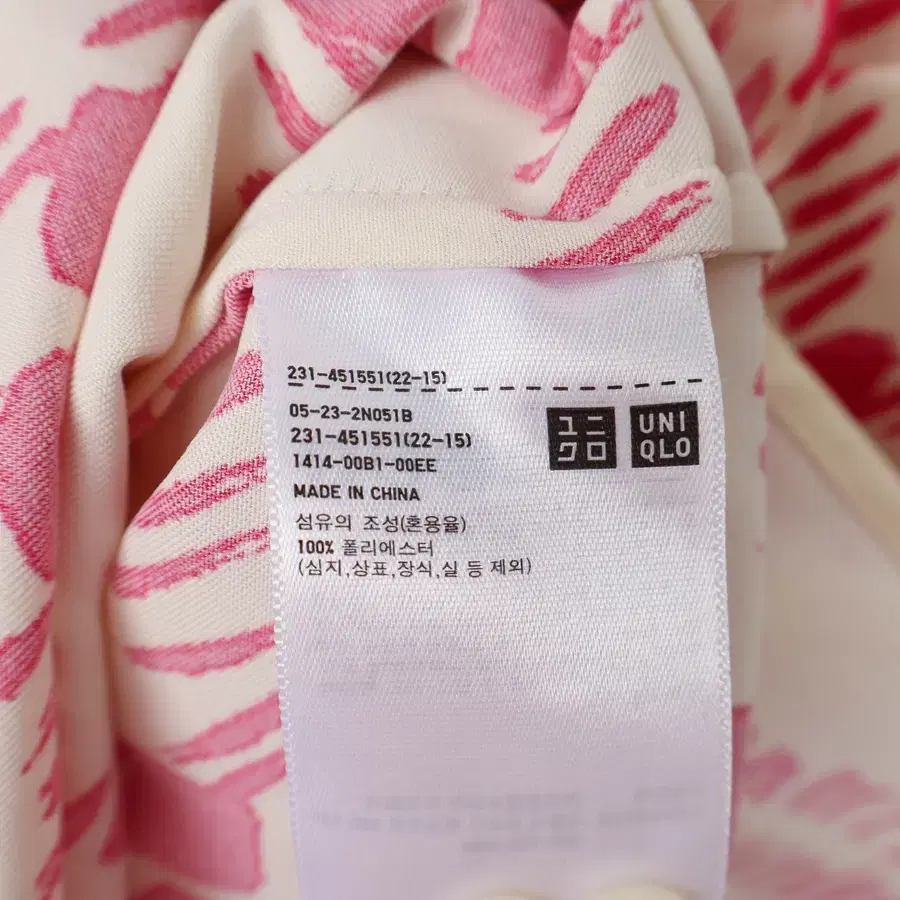 231-451551(22-15)
05-23-2N051B
231-451551(22-15)
1414-00B1-00EE
ユニ
クロ
UNI
QLO
MADE IN CHINA
섬유의 조성(혼용율)
100% 폴리에스터
(심지,상표,장식,실 등 제외)